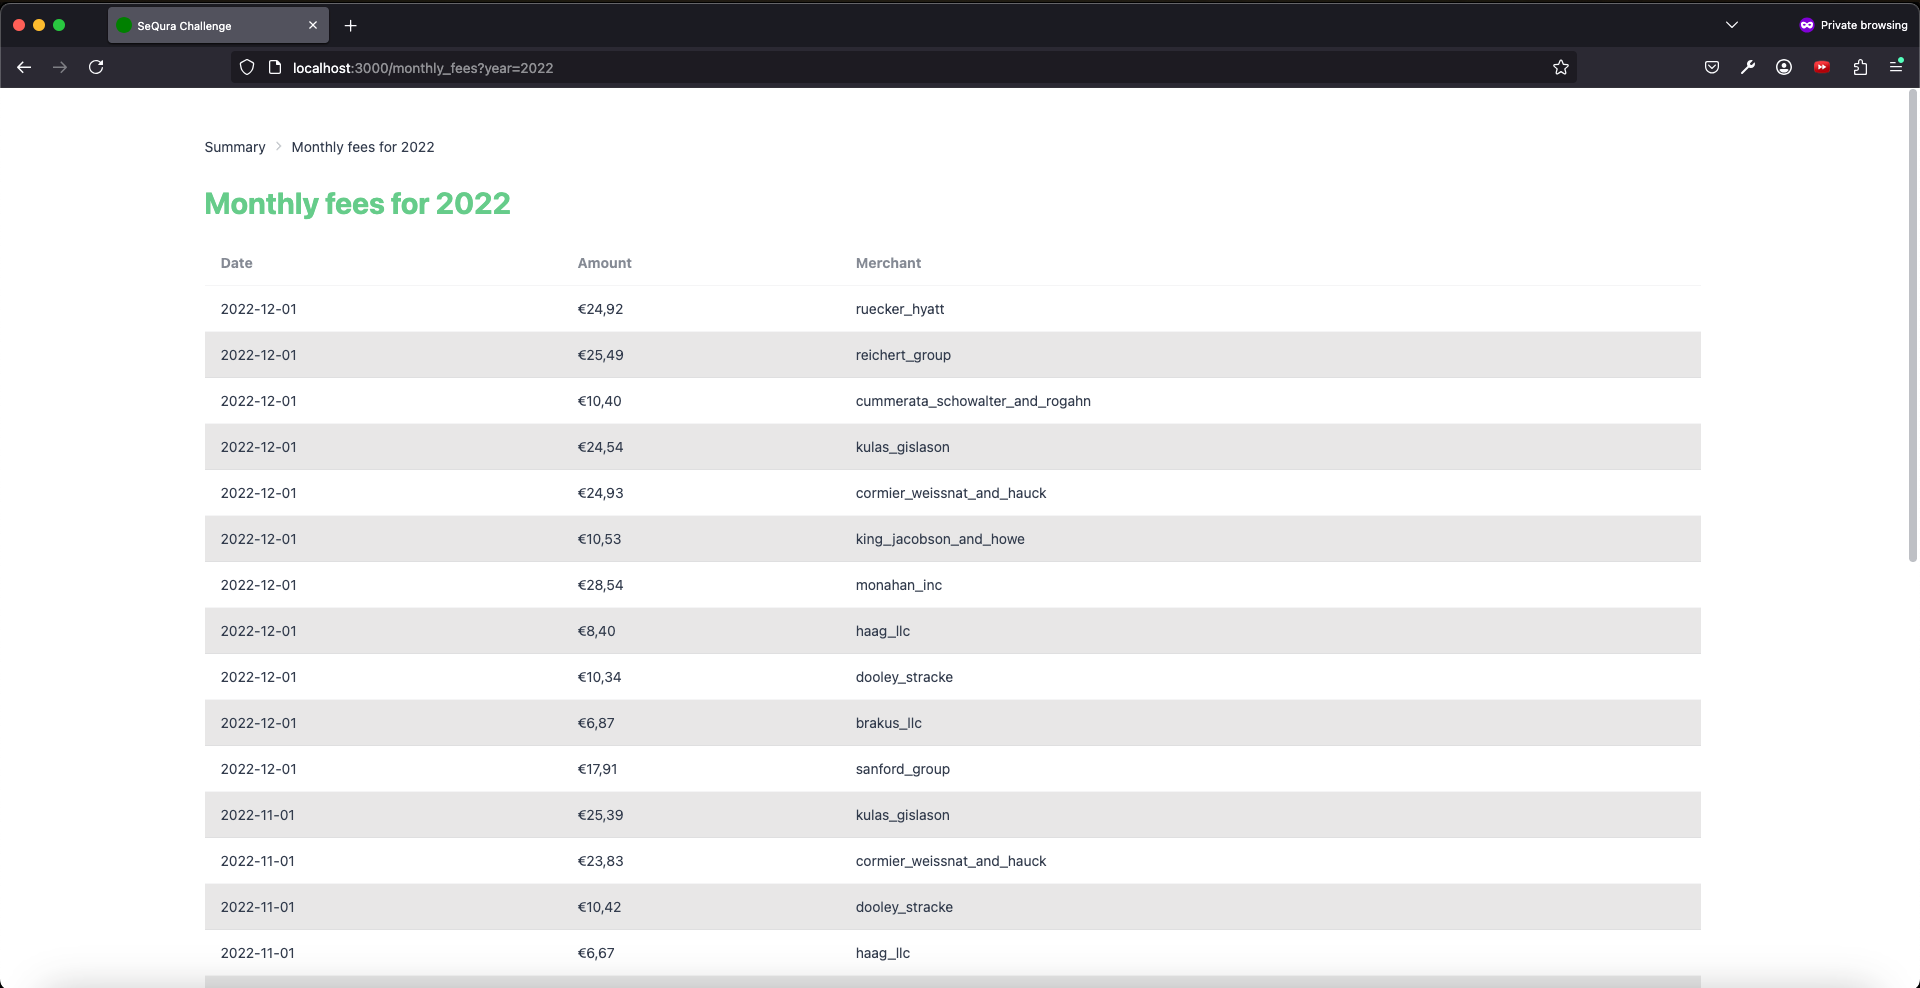 SeQura Challenge
Private browsing
localhost:3000/monthly_fees?year=2022
Summary > Monthly fees for 2022
Monthly fees for 2022
Date Amount Merchant
2022-12-01 €24,92 ruecker_hyatt
2022-12-01 €25,49 reichert_group
2022-12-01 €10,40 cummerata_schowalter_and_rogahn
2022-12-01 €24,54 kulas_gislason
2022-12-01 €24,93 cormier_weissnat_and_hauck
2022-12-01 €10,53 king_jacobson_and_howe
2022-12-01 €28,54 monahan_inc
2022-12-01 €8,40 haag_llc
2022-12-01 €10,34 dooley_stracke
2022-12-01 €6,87 brakus_llc
2022-12-01 €17,91 sanford_group
2022-11-01 €25,39 kulas_gislason
2022-11-01 €23,83 cormier_weissnat_and_hauck
2022-11-01 €10,42 dooley_stracke
2022-11-01 €6,67 haag_llc